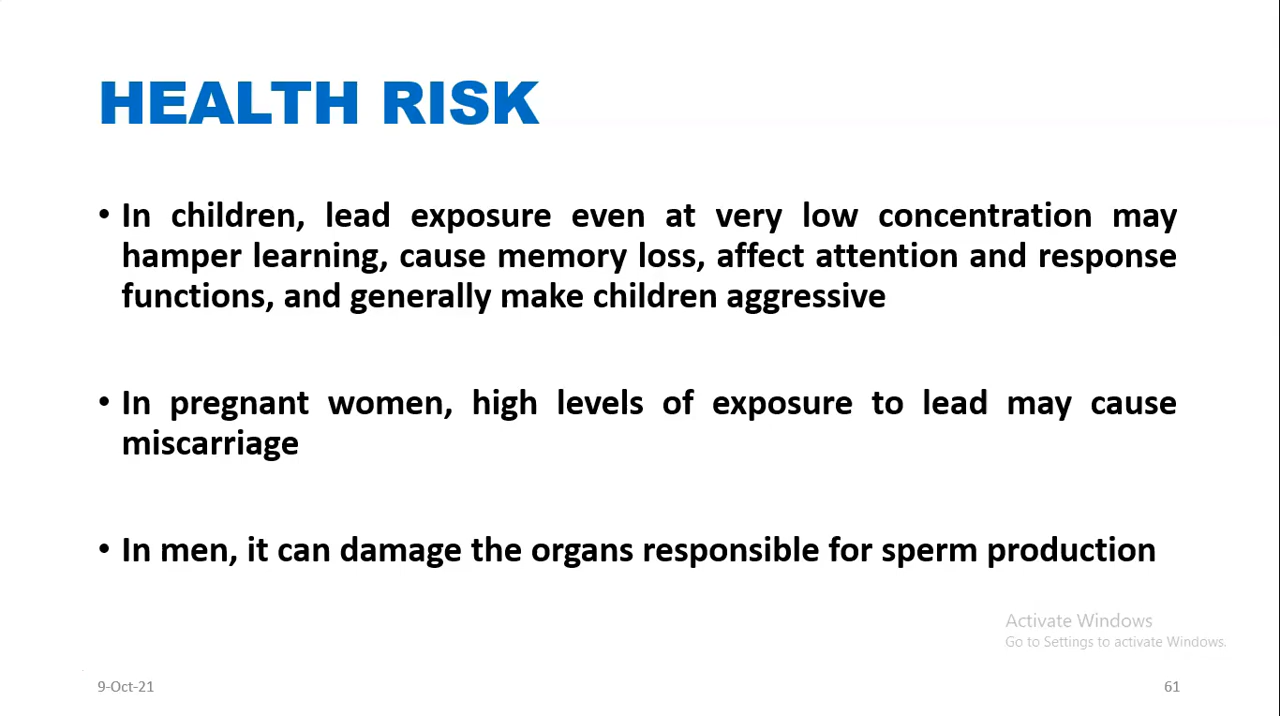 HEALTH RISK
• In children, lead exposure even at very low concentration may
hamper learning, cause memory loss, affect attention and response
functions, and generally make children aggressive
• In pregnant women, high levels of exposure to lead may cause
miscarriage
• In men, it can damage the organs responsible for sperm production
Activate Windows
Go to Settings to activate Windows.
9-Oct-21
61